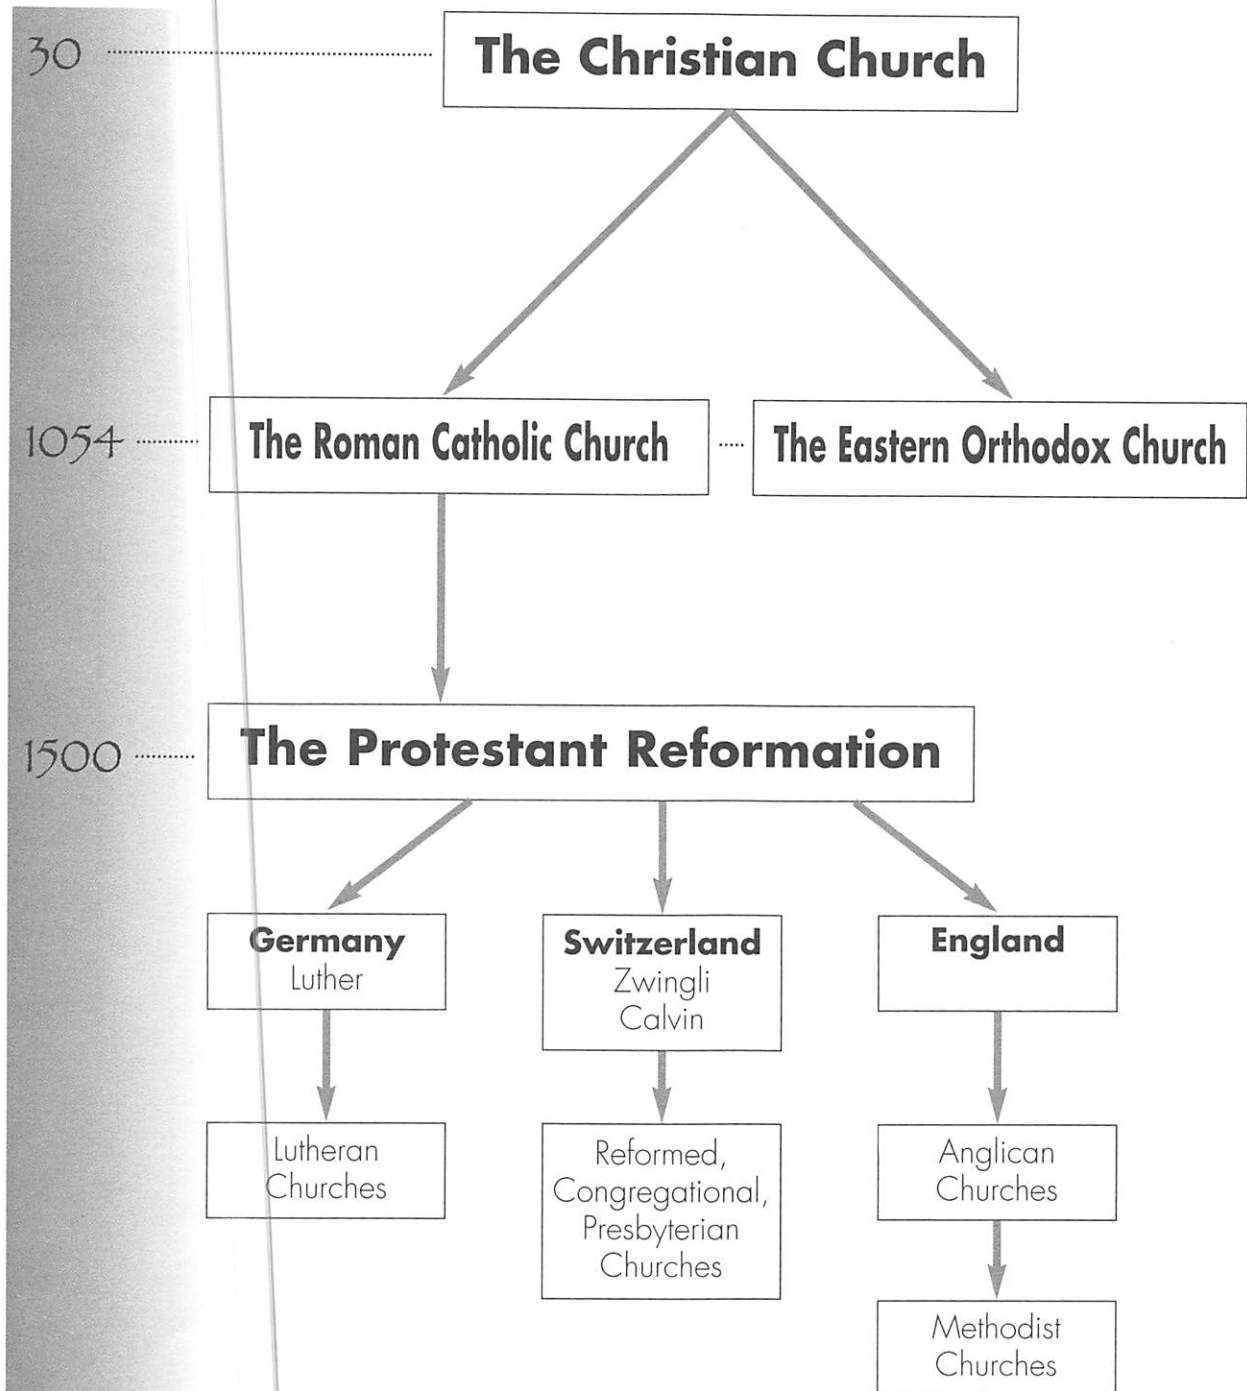 30
The Christian Church
1054
The Roman Catholic Church
The Eastern Orthodox Church
1500
The Protestant Reformation
Germany
Luther
Switzerland
Zwingli
Calvin
England
Lutheran
Churches
Reformed,
Congregational,
Presbyterian
Churches
Anglican
Churches
Methodist
Churches